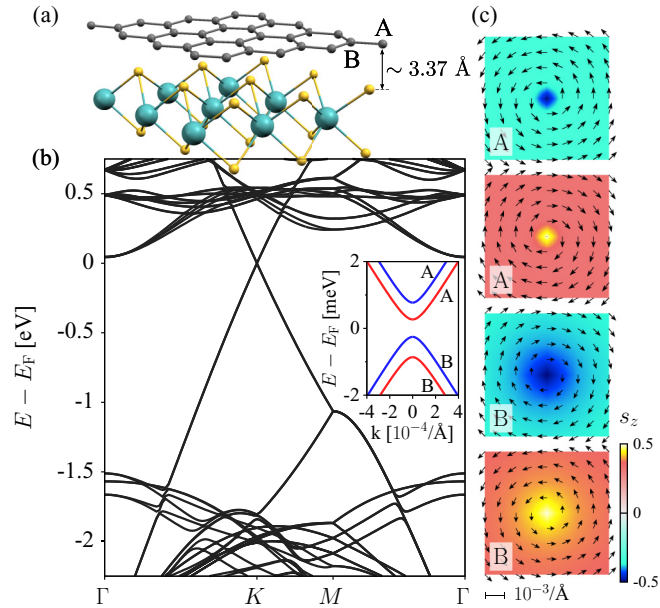 (a)
A
B
~ 3.37 Å
(b)
E − E_F [eV]
0.5
0
-0.5
-1
-1.5
-2
Γ
K
M
Γ
E − E_F [meV]
2
0
-2
A
A
B
B
-4 -2 0 2 4
k [10⁻⁴/Å]
(c)
A
A
B
B
s_z
0.5
0
-0.5
10⁻³/Å